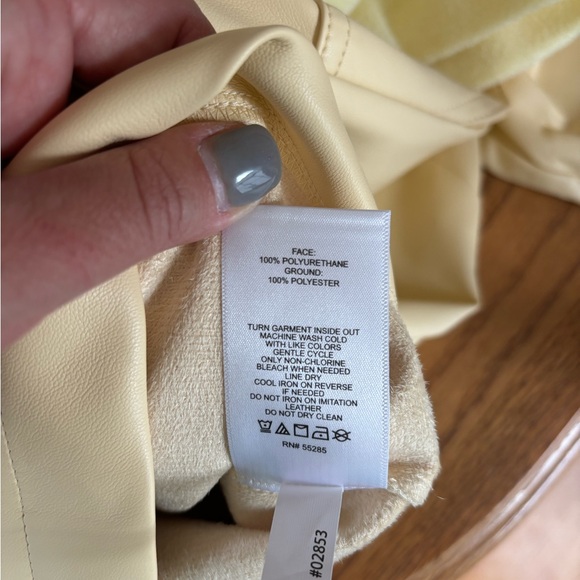 FACE:
100% POLYURETHANE
GROUND:
100% POLYESTER
TURN GARMENT INSIDE OUT
MACHINE WASH COLD
WITH LIKE COLORS
GENTLE CYCLE
ONLY NON-CHLORINE
BLEACH WHEN NEEDED
LINE DRY
COOL IRON ON REVERSE
IF NEEDED
DO NOT IRON ON IMITATION
LEATHER
DO NOT DRY CLEAN
RN# 55285
#02853